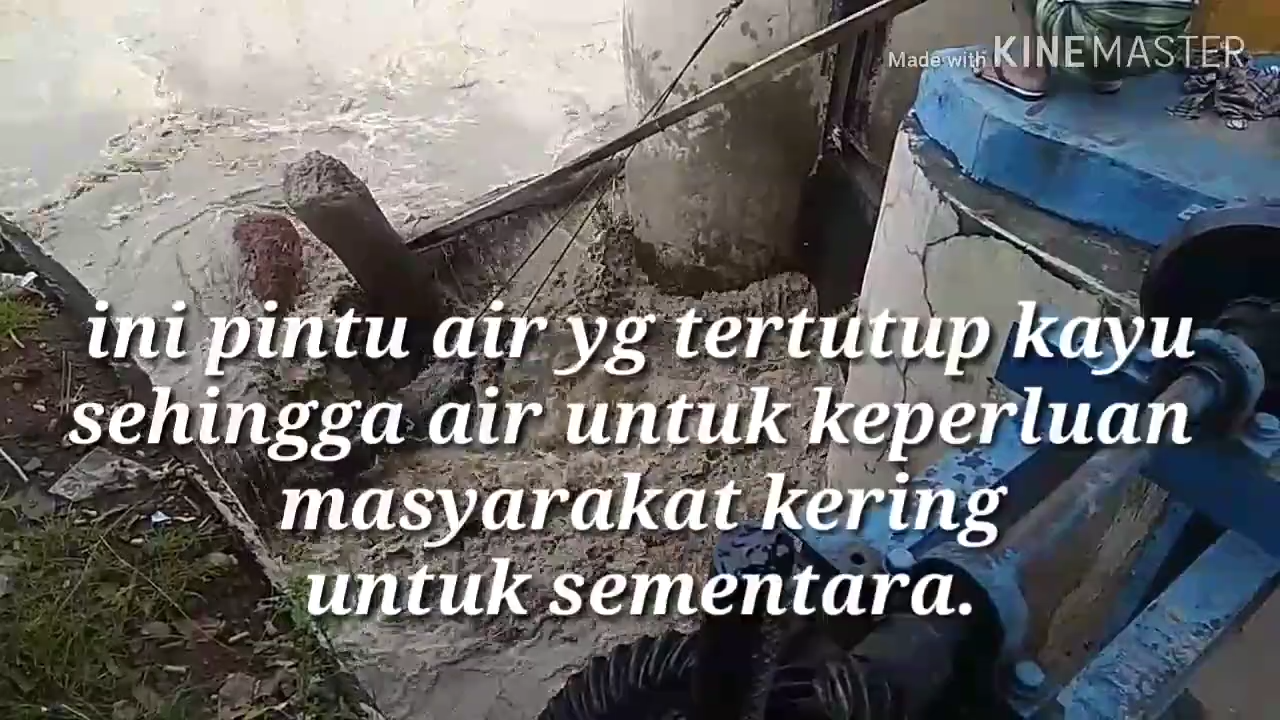 Made with KINEMASTER
ini pintu air yg tertutup kayu
sehingga air untuk keperluan
masyarakat kering
untuk sementara.